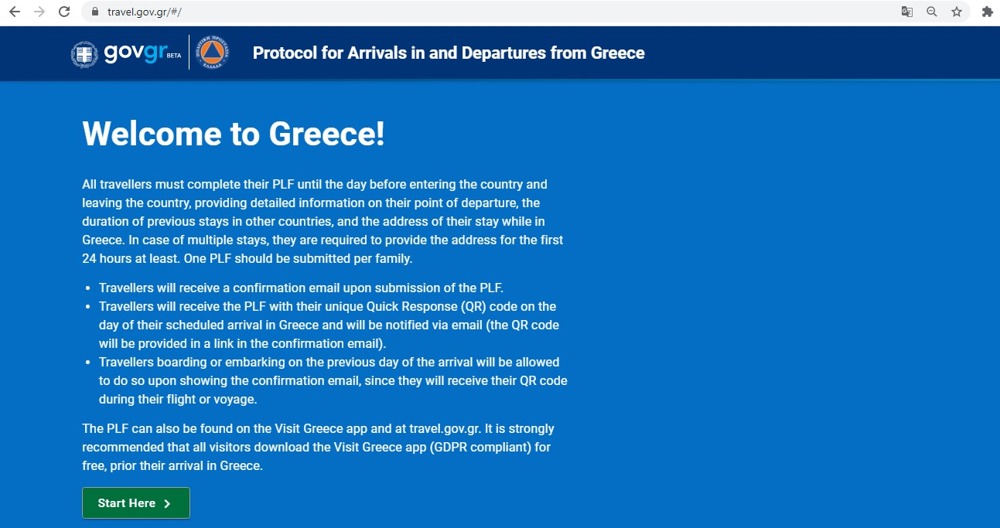 travel.gov.gr/#/
govgr BETA
ΠΟΛΙΤΙΚΗ ΠΡΟΣΤΑΣΙΑ
ΕΛΛΑΔΑ
Protocol for Arrivals in and Departures from Greece
Welcome to Greece!
All travellers must complete their PLF until the day before entering the country and
leaving the country, providing detailed information on their point of departure, the
duration of previous stays in other countries, and the address of their stay while in
Greece. In case of multiple stays, they are required to provide the address for the first
24 hours at least. One PLF should be submitted per family.
• Travellers will receive a confirmation email upon submission of the PLF.
• Travellers will receive the PLF with their unique Quick Response (QR) code on the
day of their scheduled arrival in Greece and will be notified via email (the QR code
will be provided in a link in the confirmation email).
• Travellers boarding or embarking on the previous day of the arrival will be allowed
to do so upon showing the confirmation email, since they will receive their QR code
during their flight or voyage.
The PLF can also be found on the Visit Greece app and at travel.gov.gr. It is strongly
recommended that all visitors download the Visit Greece app (GDPR compliant) for
free, prior their arrival in Greece.
Start Here